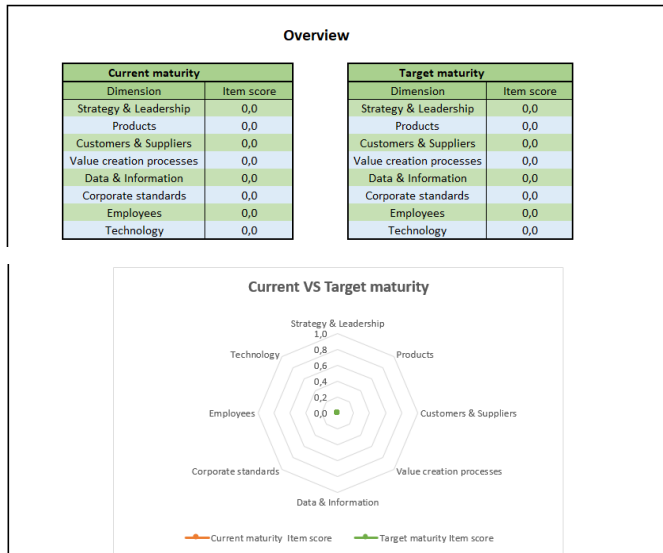 Overview
Current maturity Target maturity
Dimension Item score Dimension Item score
Strategy & Leadership 0,0 Strategy & Leadership 0,0
Products 0,0 Products 0,0
Customers & Suppliers 0,0 Customers & Suppliers 0,0
Value creation processes 0,0 Value creation processes 0,0
Data & Information 0,0 Data & Information 0,0
Corporate standards 0,0 Corporate standards 0,0
Employees 0,0 Employees 0,0
Technology 0,0 Technology 0,0
Current VS Target maturity
Strategy & Leadership
1,0
Technology 0,8 Products
0,6
0,4
0,2
Employees 0,0 Customers & Suppliers
Corporate standards Value creation processes
Data & Information
Current maturity Item score Target maturity Item score